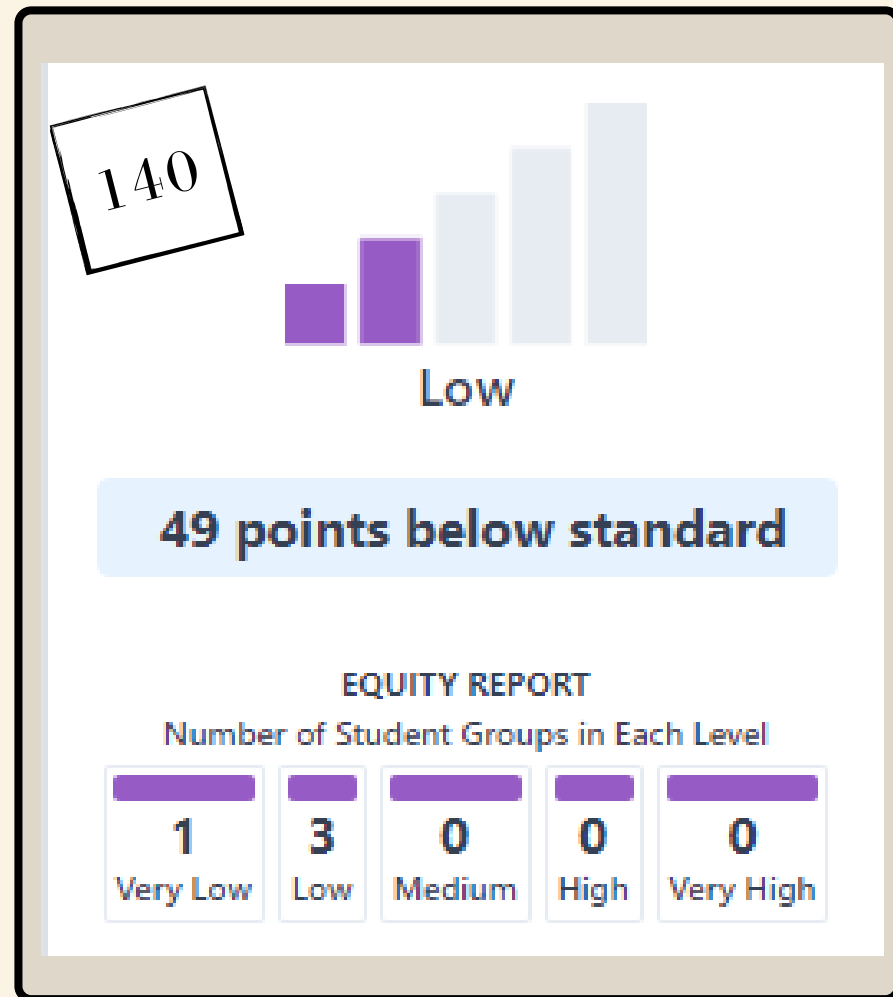 140
Low
49 points below standard
EQUITY REPORT
Number of Student Groups in Each Level
1 3 0 0 0
Very Low Low Medium High Very High